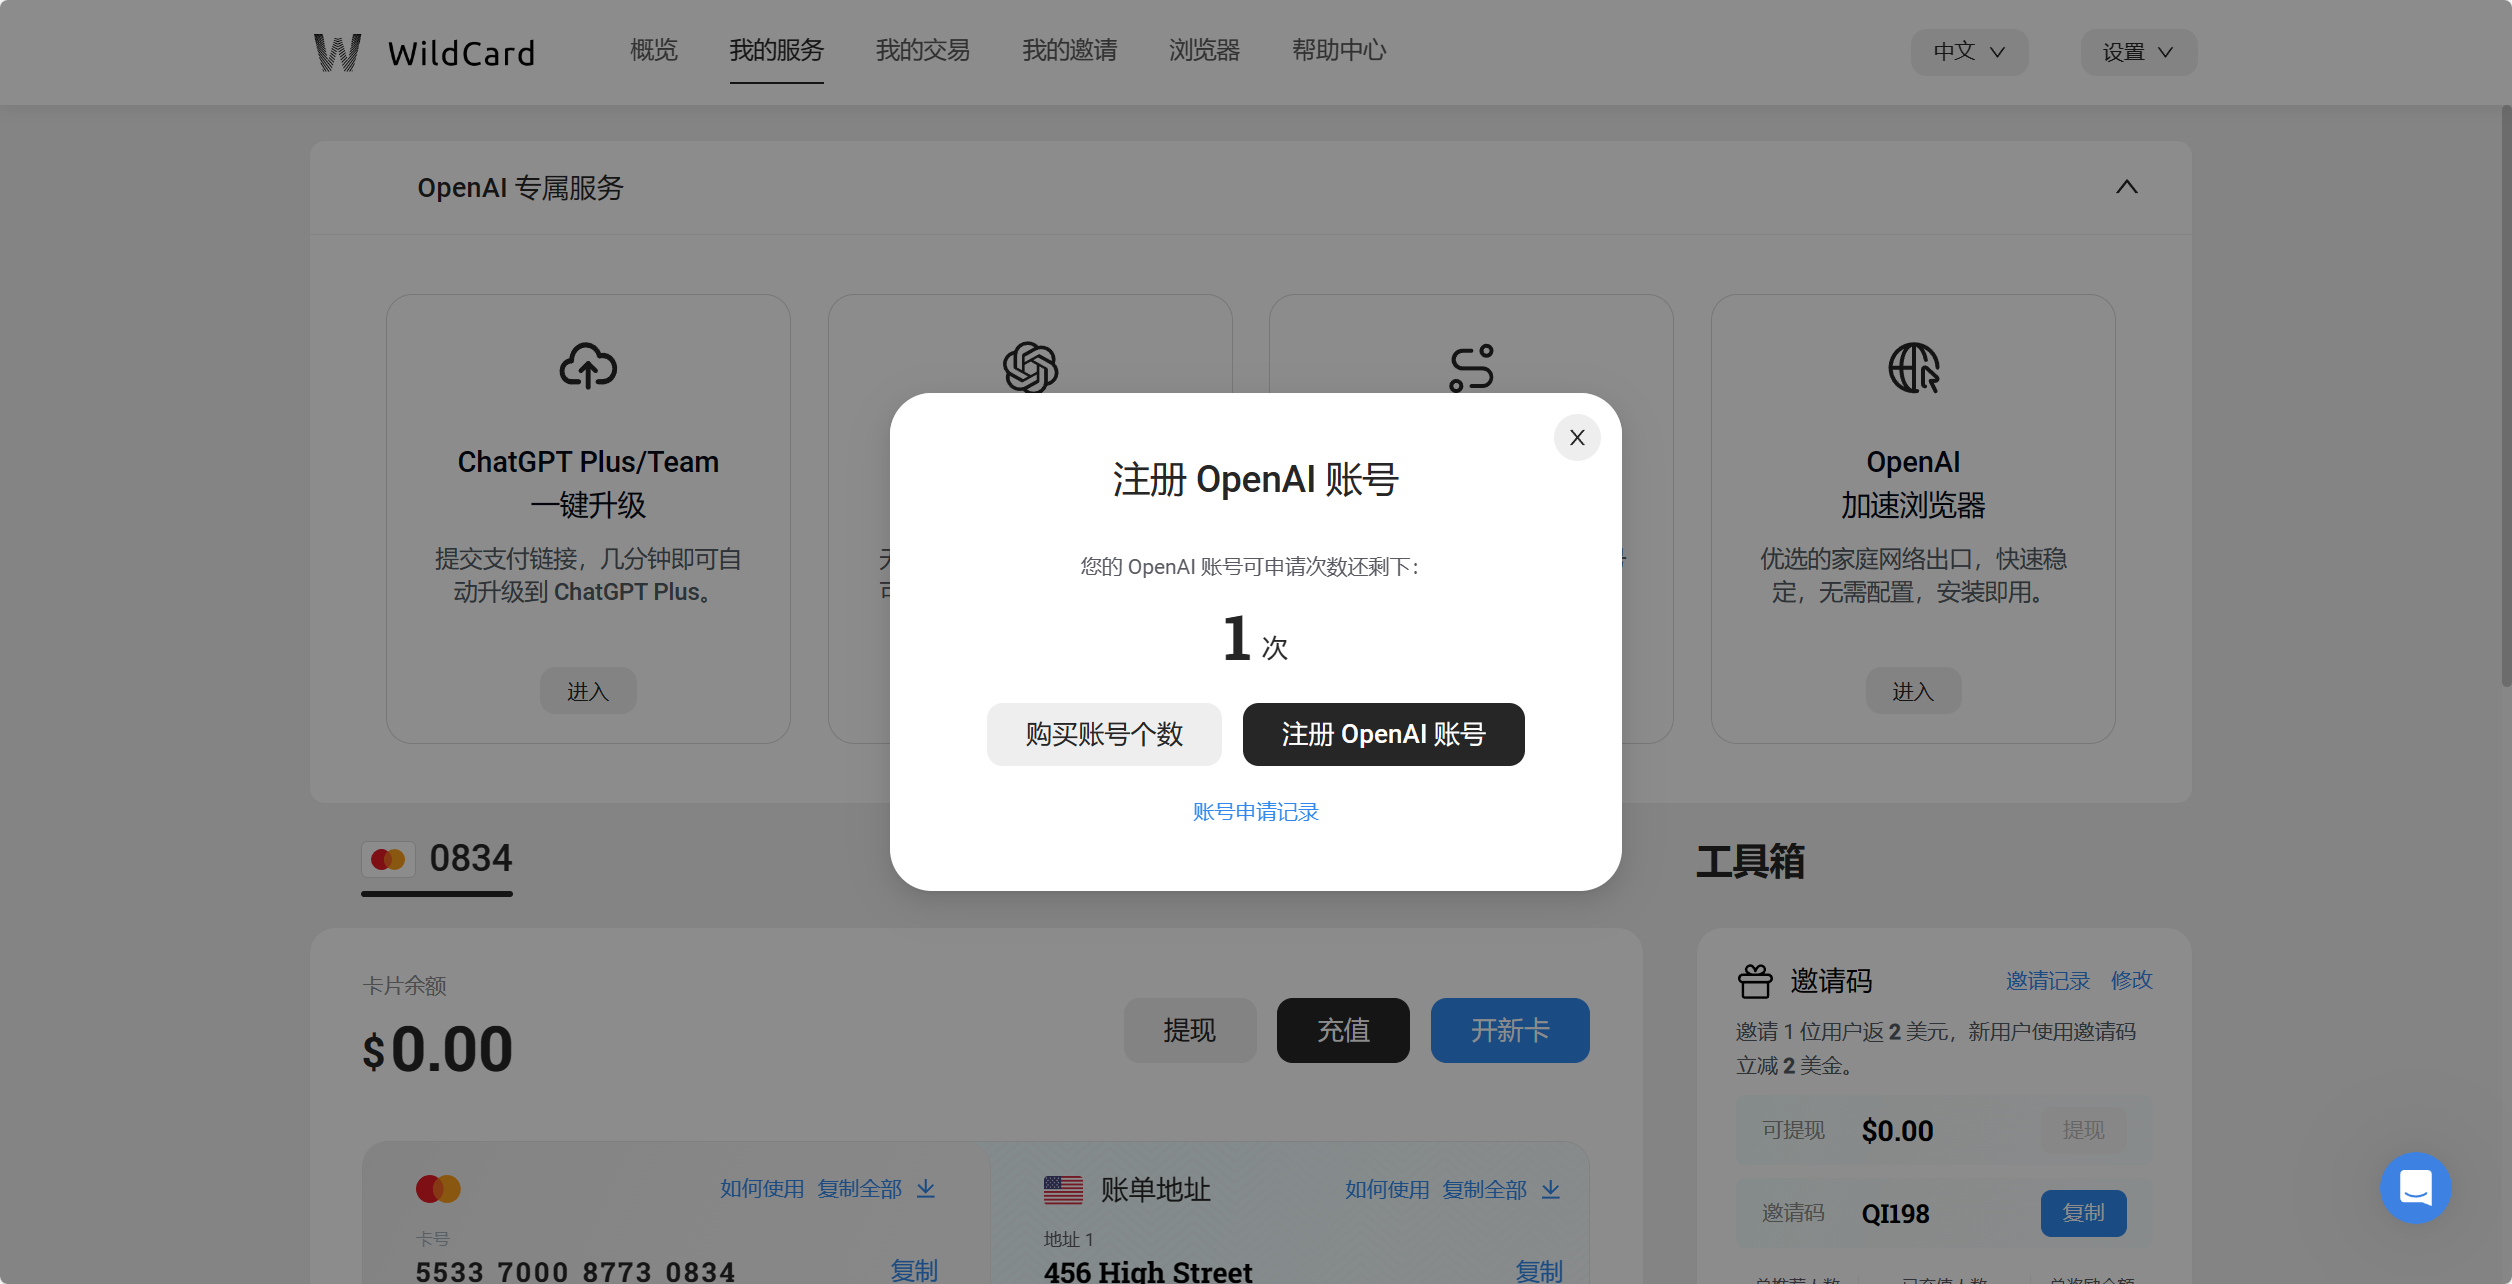 WildCard
概览 我的服务 我的交易 我的邀请 浏览器 帮助中心 中文 设置
OpenAI 专属服务
ChatGPT Plus/Team
一键升级
提交支付链接，几分钟即可自
动升级到 ChatGPT Plus。
进入
OpenAI
加速浏览器
优选的家庭网络出口，快速稳
定，无需配置，安装即用。
进入
X
注册 OpenAI 账号
您的 OpenAI 账号可申请次数还剩下：
1 次
购买账号个数 注册 OpenAI 账号
账号申请记录
0834
卡片余额
$0.00
提现 充值 开新卡
如何使用 复制全部
卡号
5533 7000 8773 0834 复制
账单地址 如何使用 复制全部
地址 1
456 High Street 复制
工具箱
邀请码 邀请记录 修改
邀请 1 位用户返 2 美元，新用户使用邀请码
立减 2 美金。
可提现 $0.00 提现
邀请码 QI198 复制